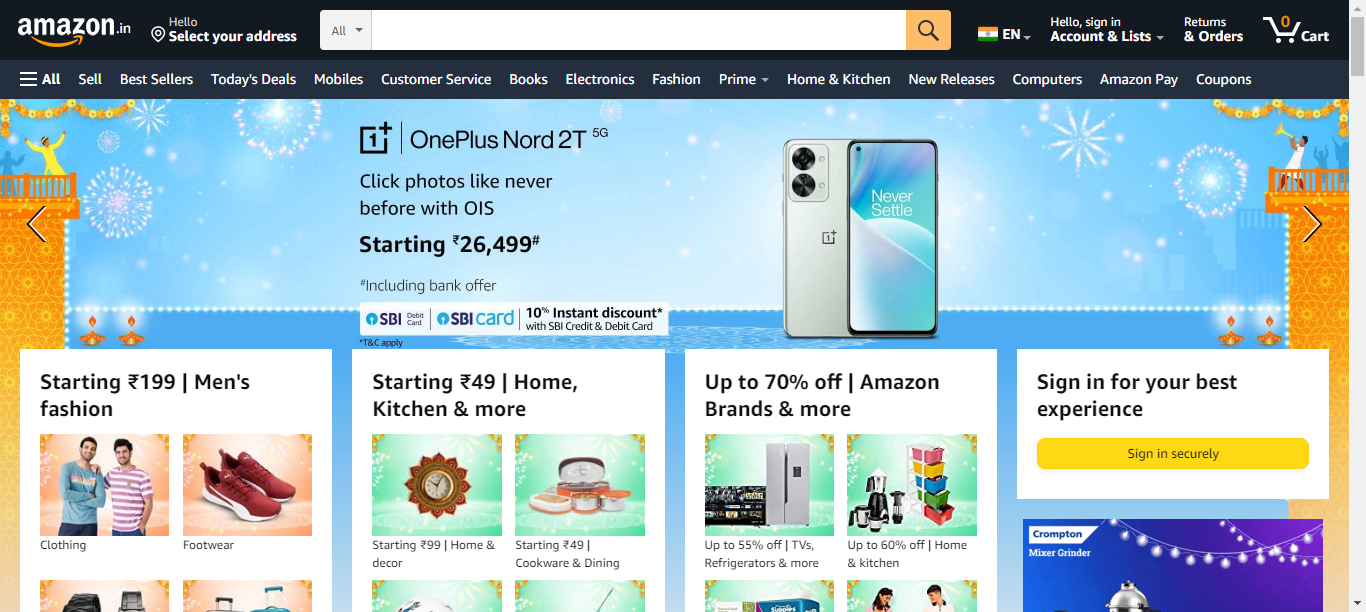 amazon.in
Hello
Select your address
All
EN
Hello, sign in
Account & Lists
Returns
& Orders
0
Cart
All Sell Best Sellers Today's Deals Mobiles Customer Service Books Electronics Fashion Prime Home & Kitchen New Releases Computers Amazon Pay Coupons
1+ | OnePlus Nord 2T 5G
Click photos like never
before with OIS
Starting ₹26,499#
#Including bank offer
SBI Debit Card | SBI card | 10% Instant discount*
with SBI Credit & Debit Card
*T&C apply
Never
Settle
1+
Starting ₹199 | Men's
fashion
Clothing
Footwear
Starting ₹49 | Home,
Kitchen & more
Starting ₹99 | Home &
decor
Starting ₹49 |
Cookware & Dining
Up to 70% off | Amazon
Brands & more
Up to 55% off | TVs,
Refrigerators & more
Up to 60% off | Home
& kitchen
Sign in for your best
experience
Sign in securely
Crompton
Mixer Grinder